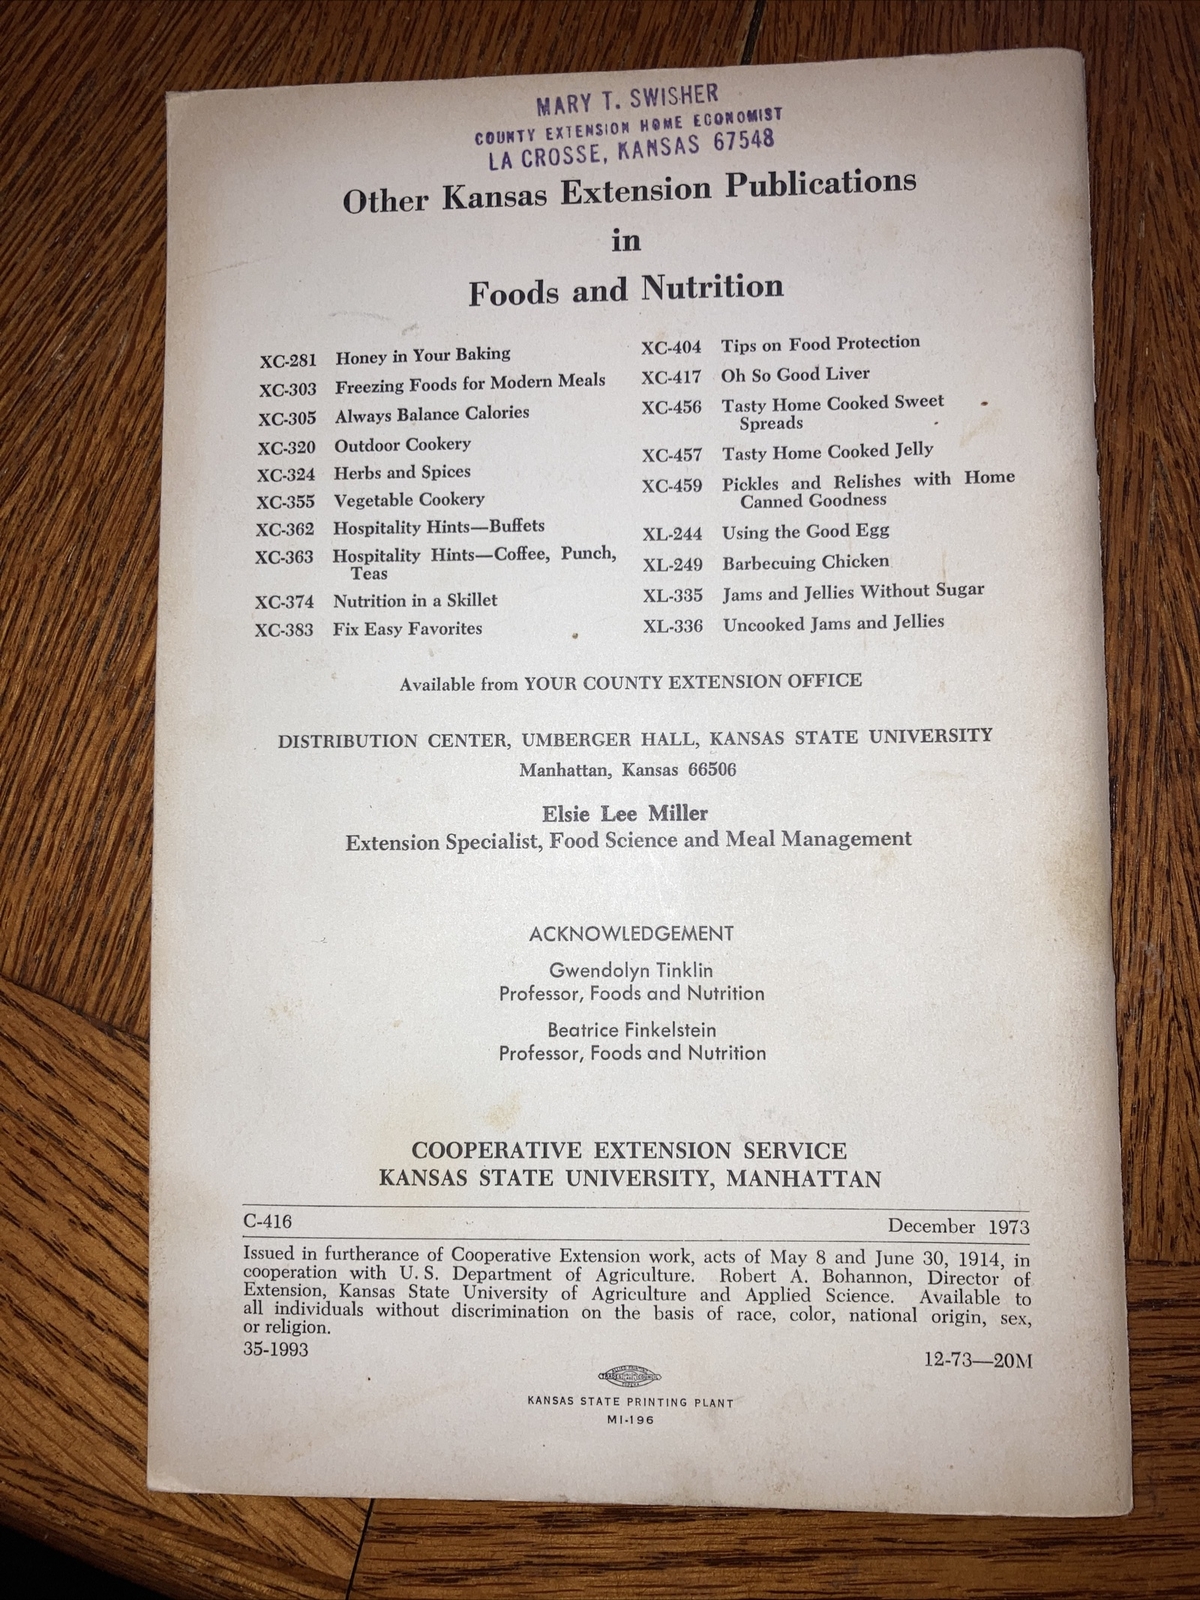 MARY T. SWISHER
COUNTY EXTENSION HOME ECONOMIST
LA CROSSE, KANSAS 67548
Other Kansas Extension Publications
in
Foods and Nutrition
XC-281 Honey in Your Baking
XC-303 Freezing Foods for Modern Meals
XC-305 Always Balance Calories
XC-320 Outdoor Cookery
XC-324 Herbs and Spices
XC-355 Vegetable Cookery
XC-362 Hospitality Hints—Buffets
XC-363 Hospitality Hints—Coffee, Punch,
Teas
XC-374 Nutrition in a Skillet
XC-383 Fix Easy Favorites
XC-404 Tips on Food Protection
XC-417 Oh So Good Liver
XC-456 Tasty Home Cooked Sweet
Spreads
XC-457 Tasty Home Cooked Jelly
XC-459 Pickles and Relishes with Home
Canned Goodness
XL-244 Using the Good Egg
XL-249 Barbecuing Chicken
XL-335 Jams and Jellies Without Sugar
XL-336 Uncooked Jams and Jellies
Available from YOUR COUNTY EXTENSION OFFICE
DISTRIBUTION CENTER, UMBERGER HALL, KANSAS STATE UNIVERSITY
Manhattan, Kansas 66506
Elsie Lee Miller
Extension Specialist, Food Science and Meal Management
ACKNOWLEDGEMENT
Gwendolyn Tinklin
Professor, Foods and Nutrition
Beatrice Finkelstein
Professor, Foods and Nutrition
COOPERATIVE EXTENSION SERVICE
KANSAS STATE UNIVERSITY, MANHATTAN
C-416 December 1973
Issued in furtherance of Cooperative Extension work, acts of May 8 and June 30, 1914, in
cooperation with U. S. Department of Agriculture. Robert A. Bohannon, Director of
Extension, Kansas State University of Agriculture and Applied Science. Available to
all individuals without discrimination on the basis of race, color, national origin, sex,
or religion.
35-1993 12-73—20M
KANSAS STATE PRINTING PLANT
MI-196